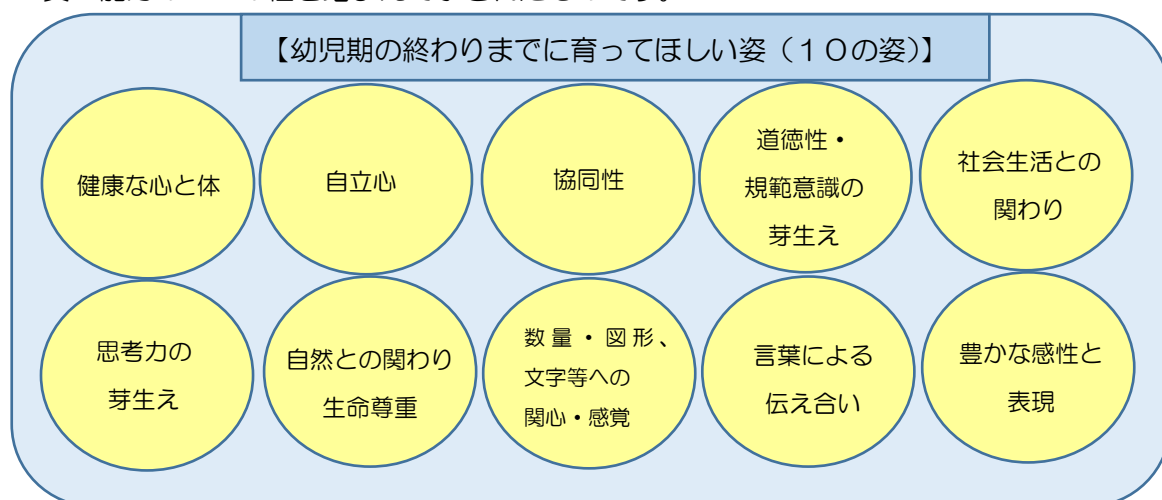 【幼児期の終わりまでに育ってほしい姿（１０の姿）】
健康な心と体
自立心
協同性
道徳性・
規範意識の
芽生え
社会生活との
関わり
思考力の
芽生え
自然との関わり
生命尊重
数量・図形、
文字等への
関心・感覚
言葉による
伝え合い
豊かな感性と
表現